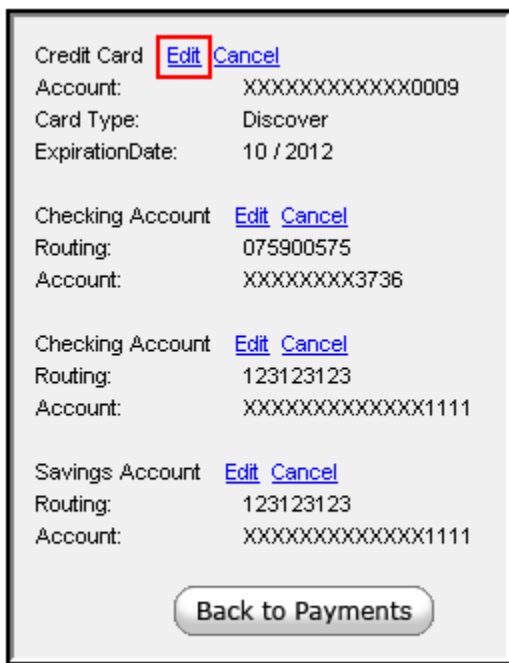 Credit Card Edit Cancel
Account: XXXXXXXXXXXX0009
Card Type: Discover
ExpirationDate: 10 / 2012
Checking Account Edit Cancel
Routing: 075900575
Account: XXXXXXXX3736
Checking Account Edit Cancel
Routing: 123123123
Account: XXXXXXXXXXXXX1111
Savings Account Edit Cancel
Routing: 123123123
Account: XXXXXXXXXXXXX1111
Back to Payments